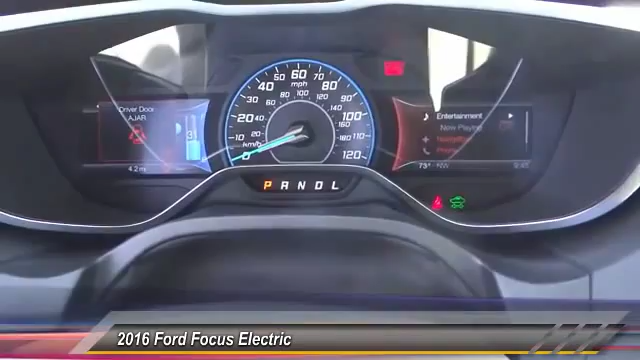 Driver Door
AJAR
4.2 mi
0 10 20 30 40 50 60 70 80 90 100 110 120
mph
20 40 60 80 100 120 140 160 180
km/h
Entertainment
Now Playing
Navigation
Phone
73°
P R N D L
2016 Ford Focus Electric